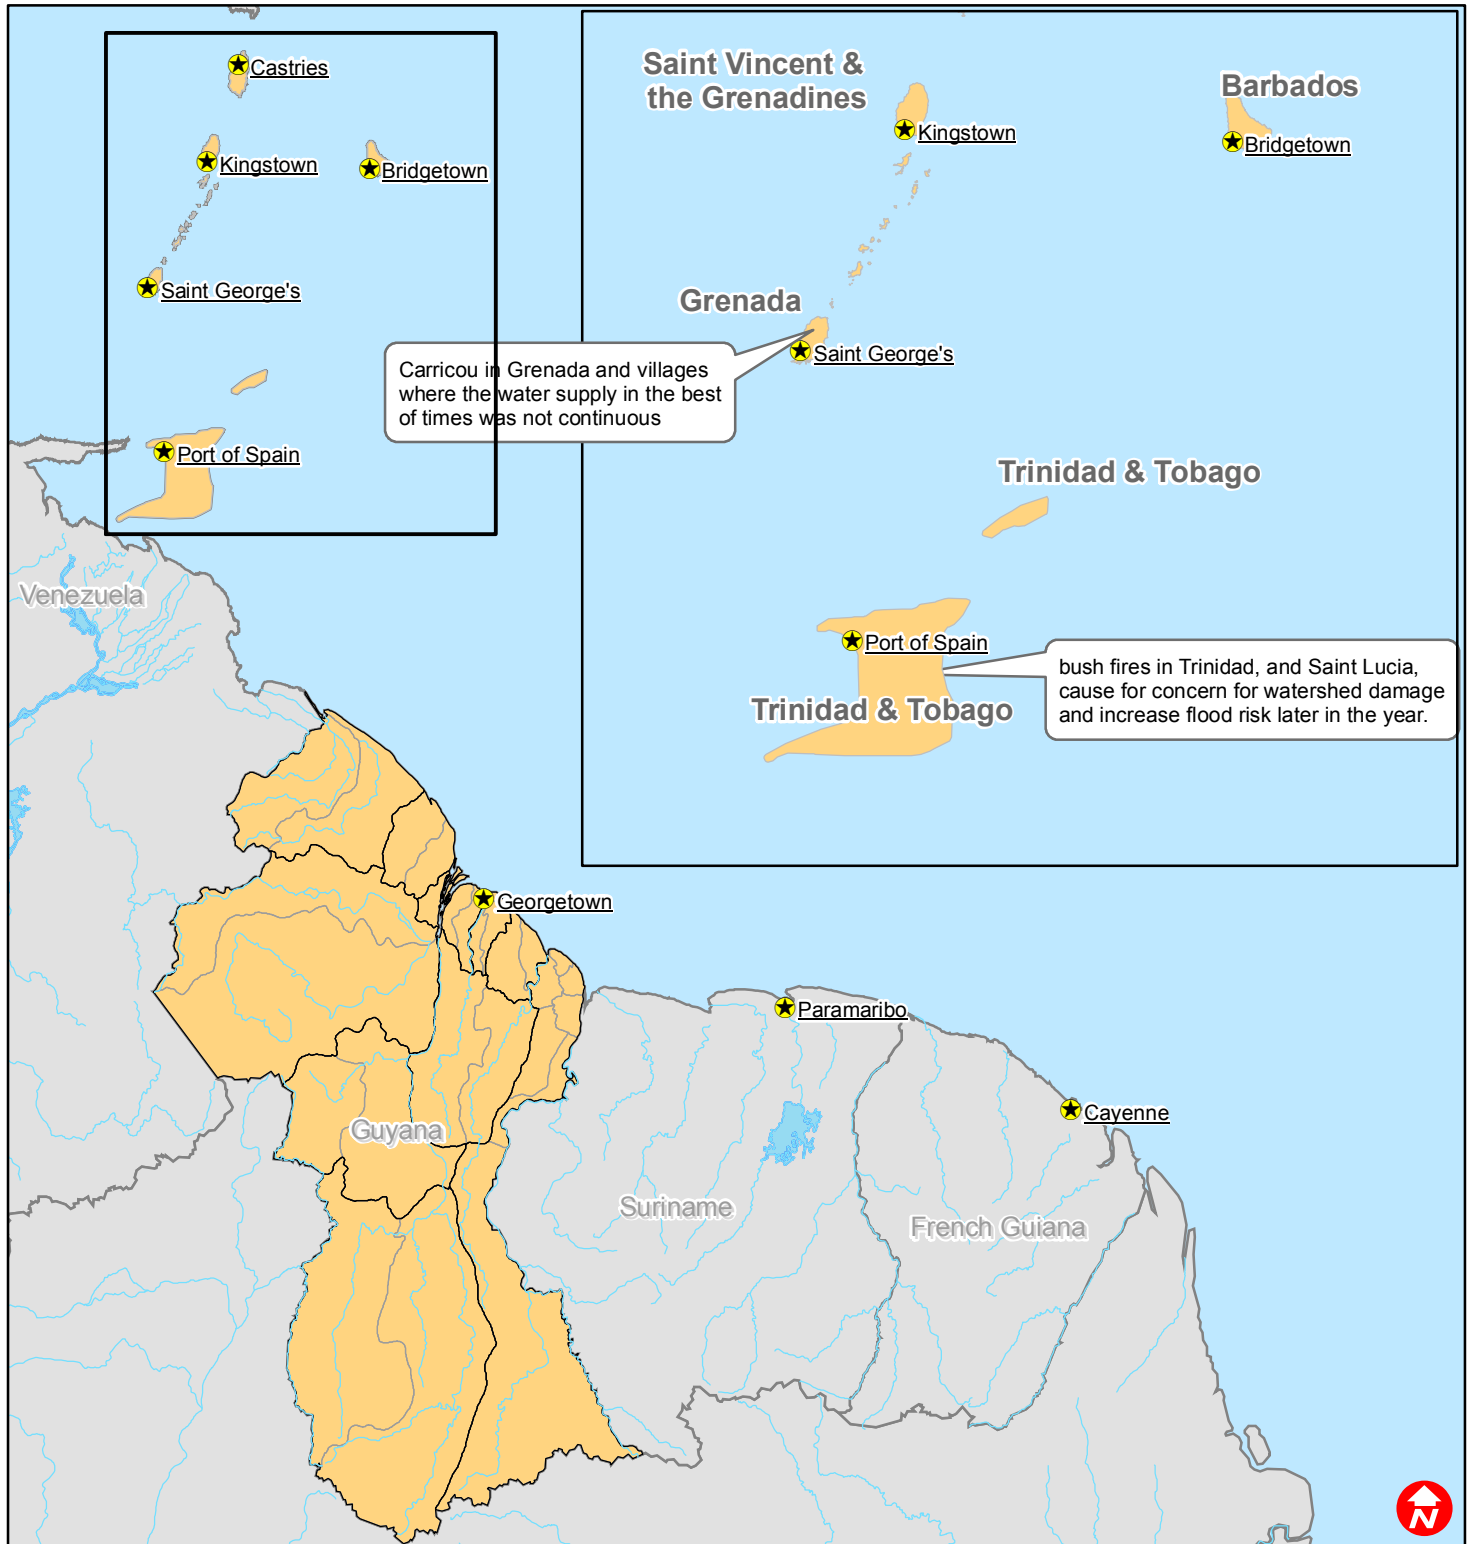 Castries
Kingstown
Bridgetown
Saint George's
Port of Spain
Saint Vincent &
the Grenadines
Kingstown
Barbados
Bridgetown
Grenada
Saint George's
Carricou in Grenada and villages
where the water supply in the best
of times was not continuous
Trinidad & Tobago
Port of Spain
Trinidad & Tobago
bush fires in Trinidad, and Saint Lucia,
cause for concern for watershed damage
and increase flood risk later in the year.
Venezuela
Georgetown
Paramaribo
Cayenne
Guyana
Suriname
French Guiana
N